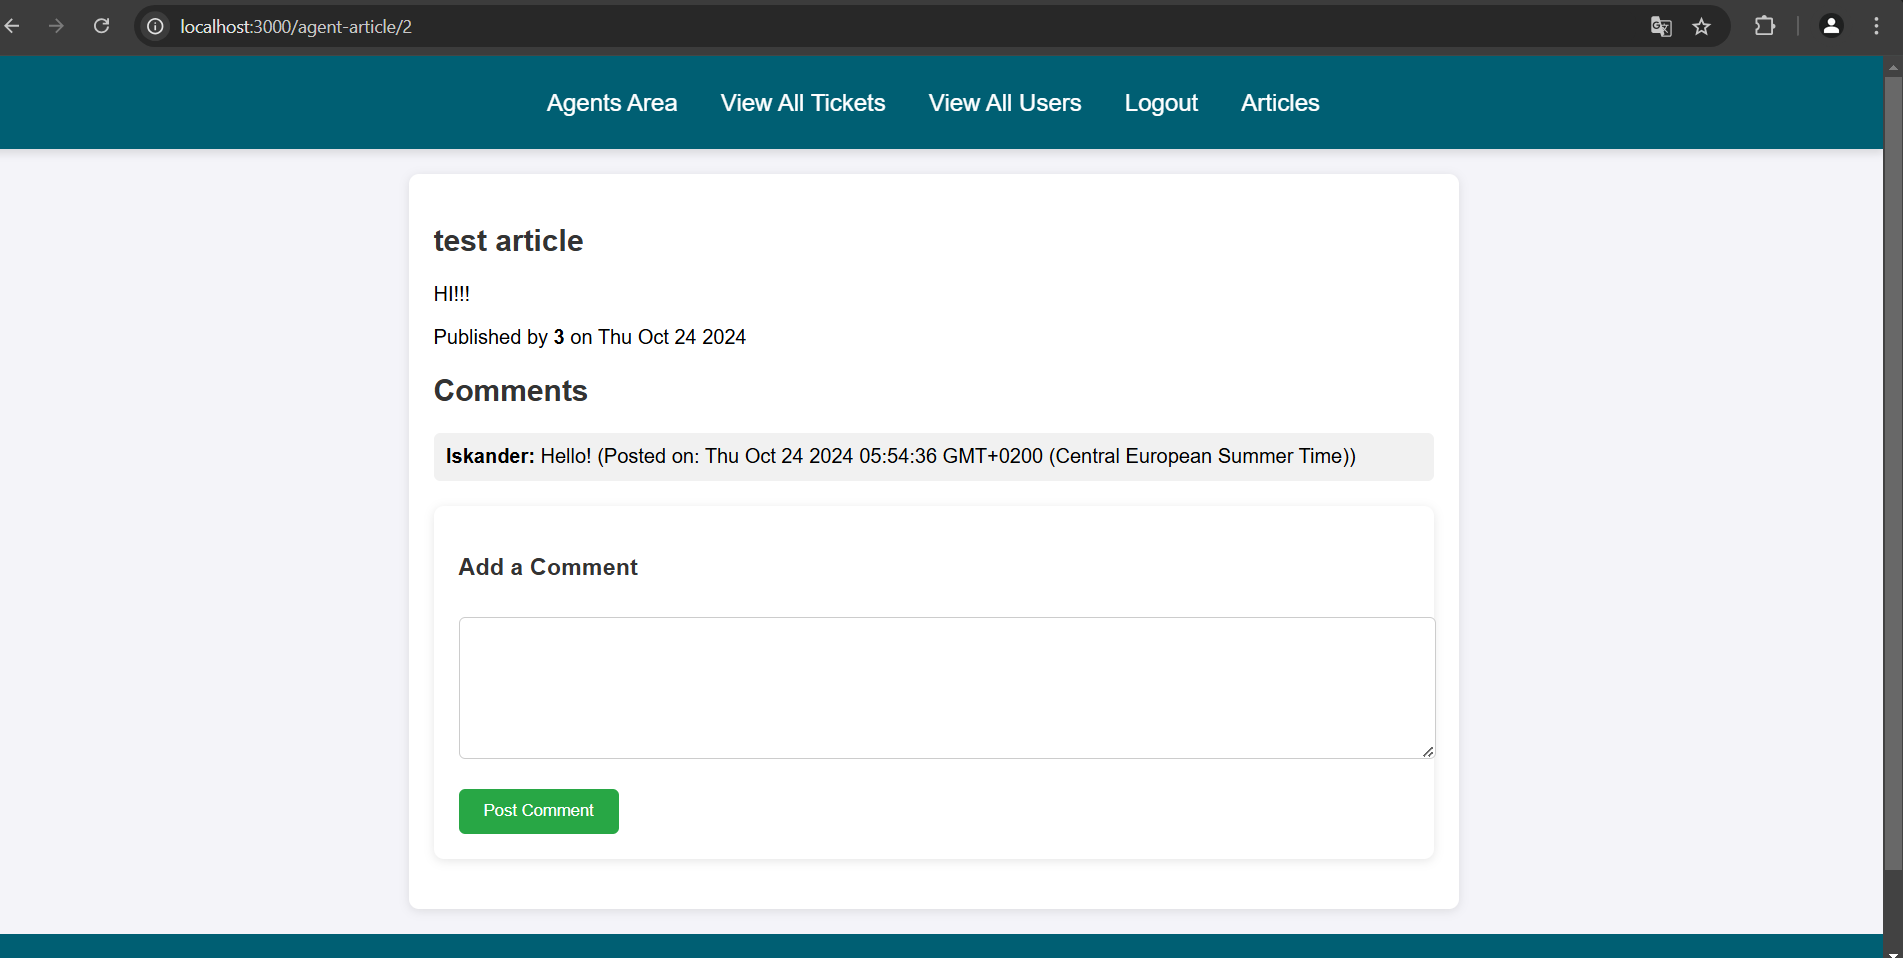 localhost:3000/agent-article/2
Agents Area View All Tickets View All Users Logout Articles
test article
HI!!!
Published by 3 on Thu Oct 24 2024
Comments
Iskander: Hello! (Posted on: Thu Oct 24 2024 05:54:36 GMT+0200 (Central European Summer Time))
Add a Comment
Post Comment